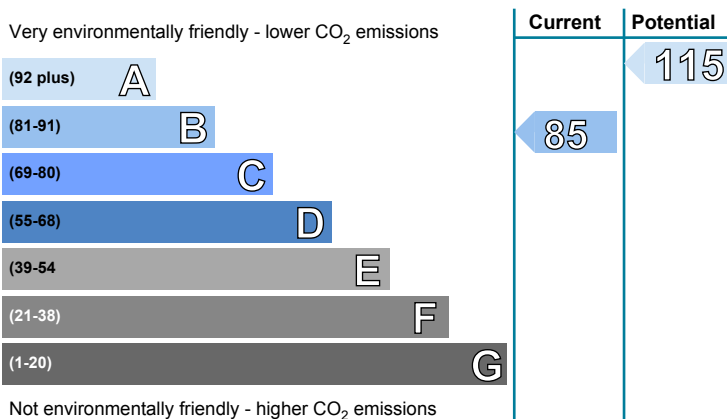 Current Potential
Very environmentally friendly - lower CO2 emissions
115
(92 plus) A
(81-91) B
85
(69-80) C
(55-68) D
(39-54 E
(21-38) F
(1-20) G
Not environmentally friendly - higher CO2 emissions